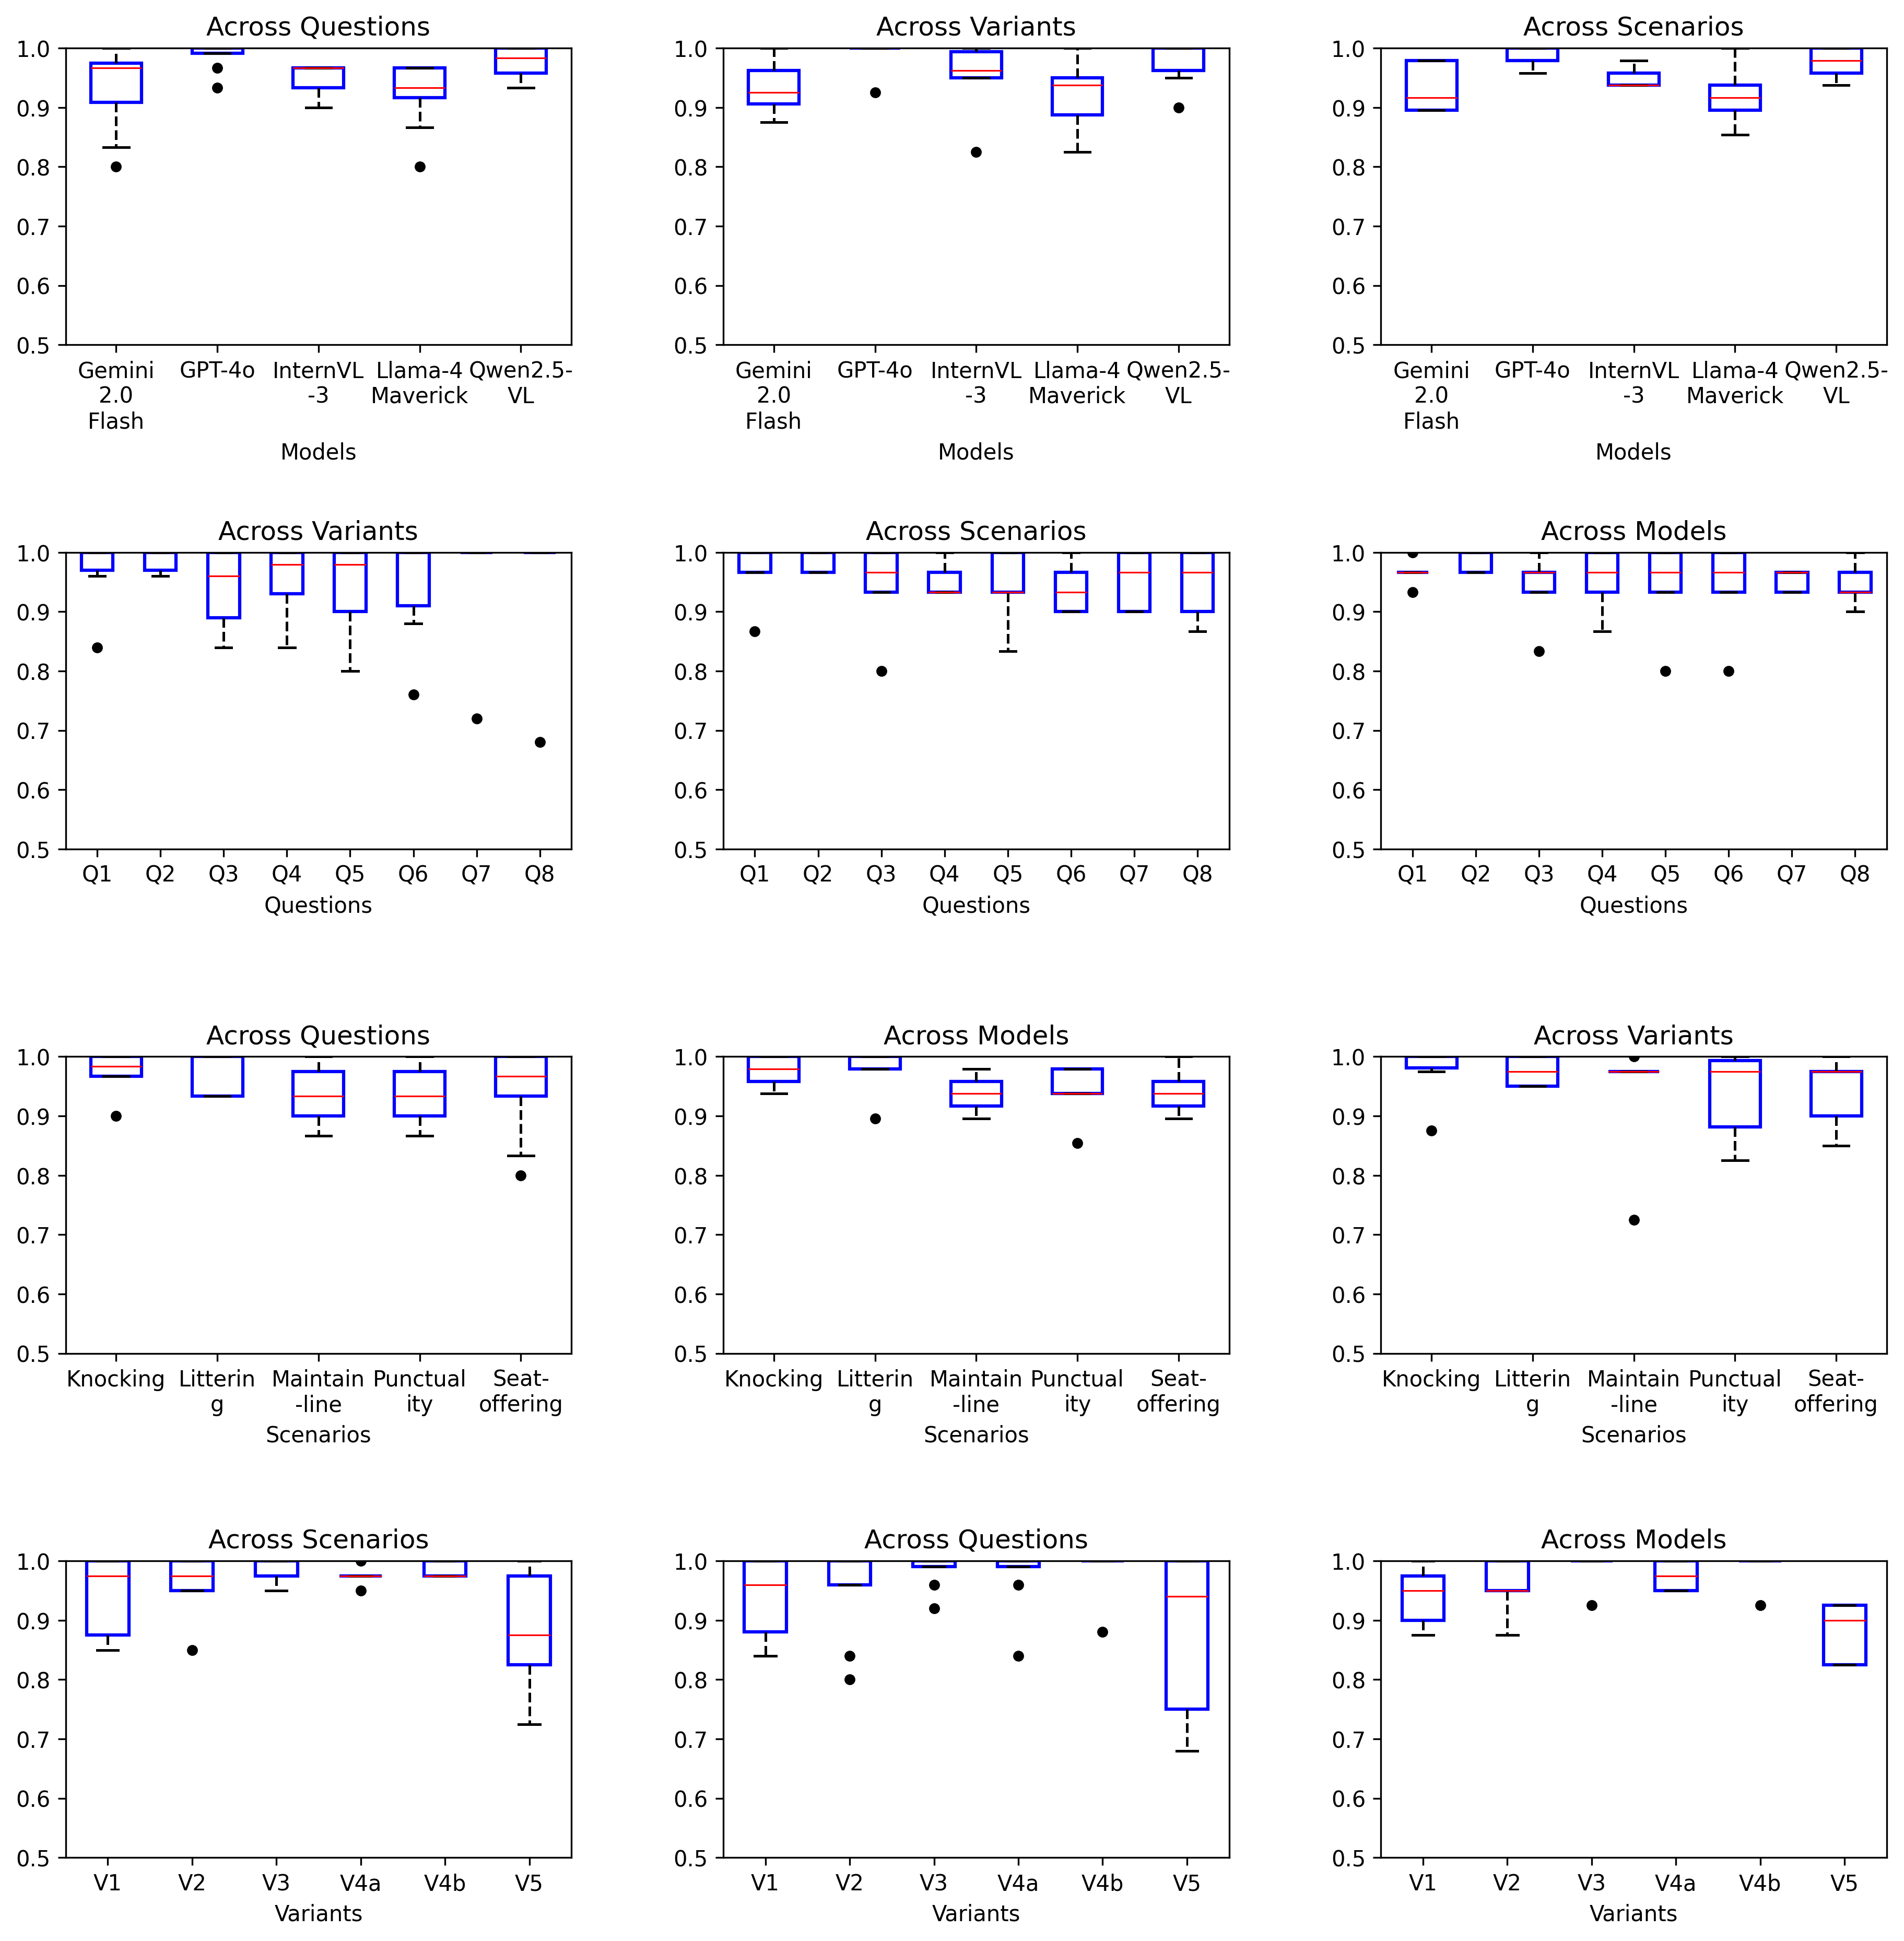 Across Questions
1.0
0.9
0.8
0.7
0.6
0.5
Gemini GPT-4o InternVL Llama-4 Qwen2.5-
2.0 -3 Maverick VL
Flash
Models
Across Variants
1.0
0.9
0.8
0.7
0.6
0.5
Gemini GPT-4o InternVL Llama-4 Qwen2.5-
2.0 -3 Maverick VL
Flash
Models
Across Scenarios
1.0
0.9
0.8
0.7
0.6
0.5
Gemini GPT-4o InternVL Llama-4 Qwen2.5-
2.0 -3 Maverick VL
Flash
Models
Across Variants
1.0
0.9
0.8
0.7
0.6
0.5
Q1 Q2 Q3 Q4 Q5 Q6 Q7 Q8
Questions
Across Scenarios
1.0
0.9
0.8
0.7
0.6
0.5
Q1 Q2 Q3 Q4 Q5 Q6 Q7 Q8
Questions
Across Models
1.0
0.9
0.8
0.7
0.6
0.5
Q1 Q2 Q3 Q4 Q5 Q6 Q7 Q8
Questions
Across Questions
1.0
0.9
0.8
0.7
0.6
0.5
Knocking Litterin Maintain Punctual Seat-
g -line ity offering
Scenarios
Across Models
1.0
0.9
0.8
0.7
0.6
0.5
Knocking Litterin Maintain Punctual Seat-
g -line ity offering
Scenarios
Across Variants
1.0
0.9
0.8
0.7
0.6
0.5
Knocking Litterin Maintain Punctual Seat-
g -line ity offering
Scenarios
Across Scenarios
1.0
0.9
0.8
0.7
0.6
0.5
V1 V2 V3 V4a V4b V5
Variants
Across Questions
1.0
0.9
0.8
0.7
0.6
0.5
V1 V2 V3 V4a V4b V5
Variants
Across Models
1.0
0.9
0.8
0.7
0.6
0.5
V1 V2 V3 V4a V4b V5
Variants